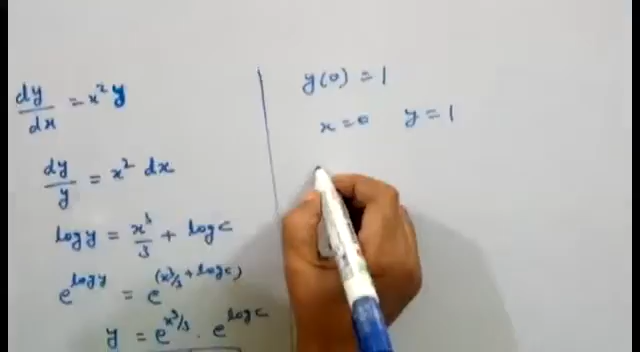 dy/dx = x² y
dy/y = x² dx
log y = x³/3 + log c
e^(log y) = e^(x³/3 + log c)
y = e^(x³/3) · e^(log c)
y(0) = 1
x = 0 y = 1